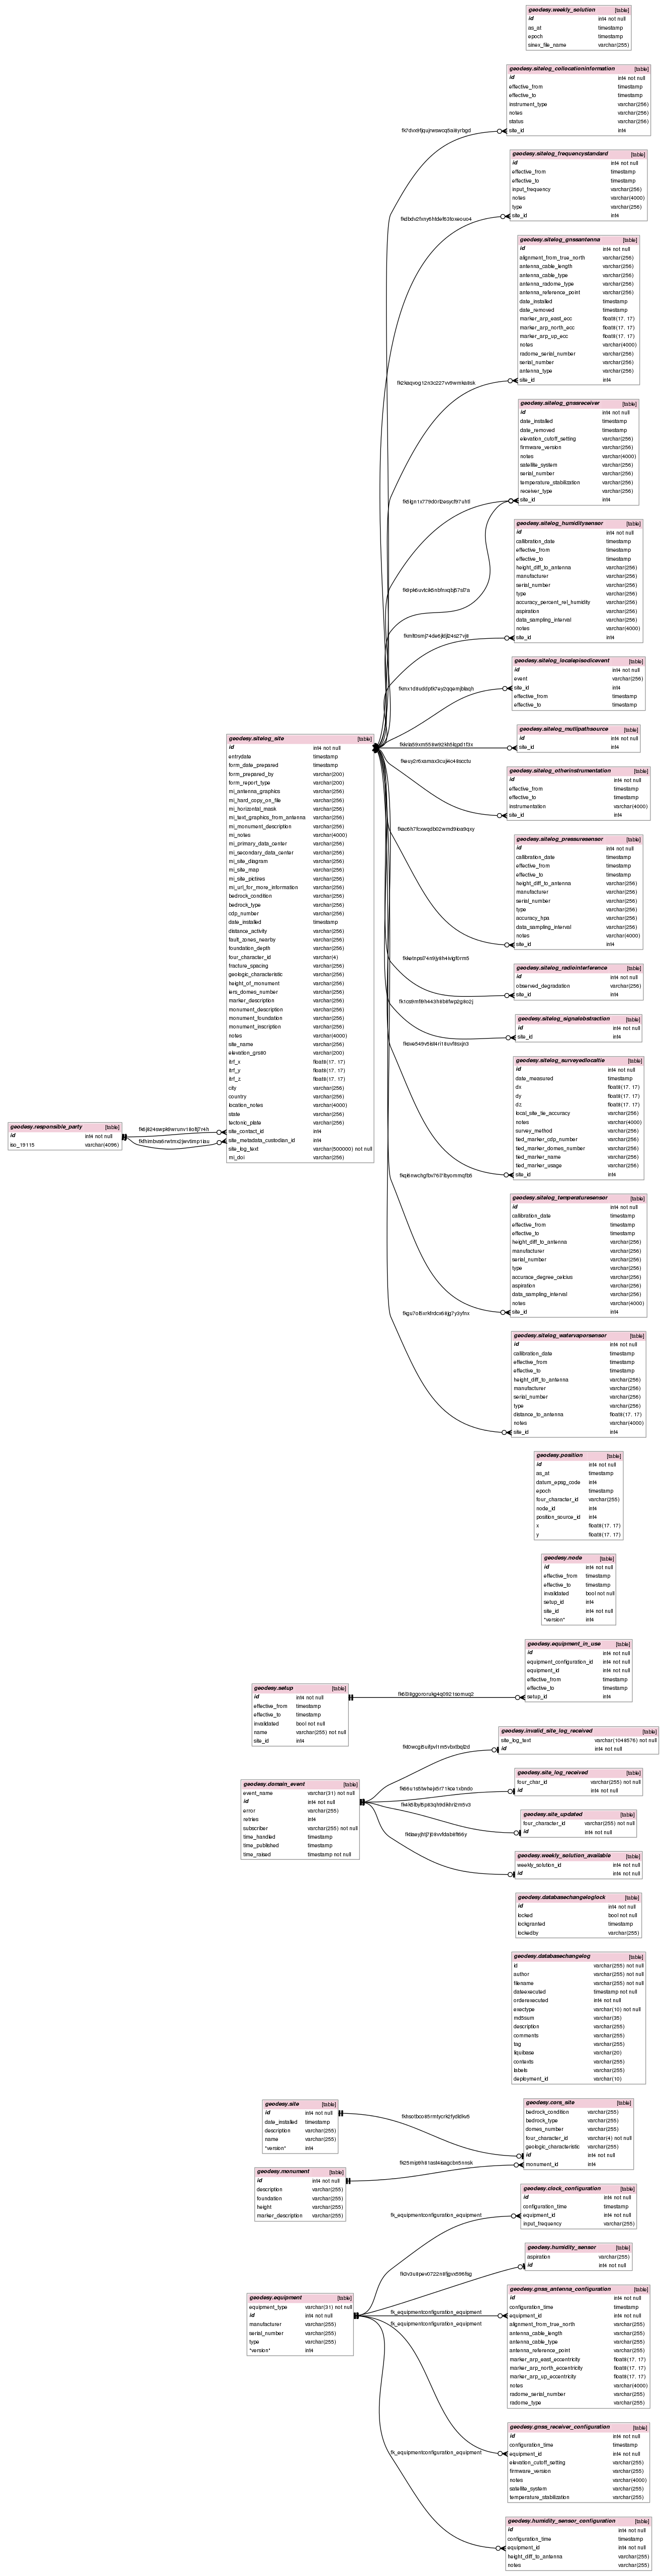 geodesy.weekly_solution [table]
id int4 not null
as_at timestamp
epoch timestamp
sinex_file_name varchar(255)
geodesy.sitelog_collocationinformation [table]
id int4 not null
effective_from timestamp
effective_to timestamp
instrument_type varchar(256)
notes varchar(256)
status varchar(256)
site_id int4
geodesy.sitelog_frequencystandard [table]
id int4 not null
effective_from timestamp
effective_to timestamp
input_frequency varchar(256)
notes varchar(4000)
type varchar(256)
site_id int4
geodesy.sitelog_gnssantenna [table]
id int4 not null
alignment_from_true_north varchar(256)
antenna_cable_length varchar(256)
antenna_cable_type varchar(256)
antenna_radome_type varchar(256)
antenna_reference_point varchar(256)
date_installed timestamp
date_removed timestamp
marker_arp_east_ecc float8(17, 17)
marker_arp_north_ecc float8(17, 17)
marker_arp_up_ecc float8(17, 17)
notes varchar(4000)
radome_serial_number varchar(256)
serial_number varchar(256)
antenna_type varchar(256)
site_id int4
geodesy.sitelog_gnssreceiver [table]
id int4 not null
date_installed timestamp
date_removed timestamp
elevation_cutoff_setting varchar(256)
firmware_version varchar(256)
notes varchar(4000)
satellite_system varchar(256)
serial_number varchar(256)
temperature_stabilization varchar(256)
receiver_type varchar(256)
site_id int4
geodesy.sitelog_humiditysensor [table]
id int4 not null
callibration_date timestamp
effective_from timestamp
effective_to timestamp
height_diff_to_antenna varchar(256)
manufacturer varchar(256)
serial_number varchar(256)
type varchar(256)
accuracy_percent_rel_humidity varchar(256)
aspiration varchar(256)
data_sampling_interval varchar(256)
notes varchar(4000)
site_id int4
geodesy.sitelog_localepisodicevent [table]
id int4 not null
event varchar(256)
site_id int4
effective_from timestamp
effective_to timestamp
geodesy.sitelog_mutlipathsource [table]
id int4 not null
site_id int4
geodesy.sitelog_otherinstrumentation [table]
id int4 not null
effective_from timestamp
effective_to timestamp
instrumentation varchar(4000)
site_id int4
geodesy.sitelog_pressuresensor [table]
id int4 not null
callibration_date timestamp
effective_from timestamp
effective_to timestamp
height_diff_to_antenna varchar(256)
manufacturer varchar(256)
serial_number varchar(256)
type varchar(256)
accuracy_hpa varchar(256)
data_sampling_interval varchar(256)
notes varchar(4000)
site_id int4
geodesy.sitelog_radiointerference [table]
id int4 not null
observed_degradation varchar(256)
site_id int4
geodesy.sitelog_signalobstraction [table]
id int4 not null
site_id int4
geodesy.sitelog_surveyedlocaltie [table]
id int4 not null
date_measured timestamp
dx float8(17, 17)
dy float8(17, 17)
dz float8(17, 17)
local_site_tie_accuracy varchar(256)
notes varchar(4000)
survey_method varchar(256)
tied_marker_cdp_number varchar(256)
tied_marker_domes_number varchar(256)
tied_marker_name varchar(256)
tied_marker_usage varchar(256)
site_id int4
geodesy.sitelog_temperaturesensor [table]
id int4 not null
callibration_date timestamp
effective_from timestamp
effective_to timestamp
height_diff_to_antenna varchar(256)
manufacturer varchar(256)
serial_number varchar(256)
type varchar(256)
accurace_degree_celcius varchar(256)
aspiration varchar(256)
data_sampling_interval varchar(256)
notes varchar(4000)
site_id int4
geodesy.sitelog_watervaporsensor [table]
id int4 not null
callibration_date timestamp
effective_from timestamp
effective_to timestamp
height_diff_to_antenna varchar(256)
manufacturer varchar(256)
serial_number varchar(256)
type varchar(256)
distance_to_antenna float8(17, 17)
notes varchar(4000)
site_id int4
geodesy.sitelog_site [table]
id int4 not null
entrydate timestamp
form_date_prepared timestamp
form_prepared_by varchar(200)
form_report_type varchar(200)
mi_antenna_graphics varchar(256)
mi_hard_copy_on_file varchar(256)
mi_horizintal_mask varchar(256)
mi_text_graphics_from_antenna varchar(256)
mi_monument_description varchar(256)
mi_notes varchar(4000)
mi_primary_data_center varchar(256)
mi_secondary_data_center varchar(256)
mi_site_diagram varchar(256)
mi_site_map varchar(256)
mi_site_pictires varchar(256)
mi_url_for_more_information varchar(256)
bedrock_condition varchar(256)
bedrock_type varchar(256)
cdp_number varchar(256)
date_installed timestamp
distance_activity varchar(256)
fault_zones_nearby varchar(256)
foundation_depth varchar(256)
four_character_id varchar(4)
fracture_spacing varchar(256)
geologic_characteristic varchar(256)
height_of_monument varchar(256)
iers_domes_number varchar(256)
marker_description varchar(256)
monument_description varchar(256)
monument_foundation varchar(256)
monument_inscription varchar(256)
notes varchar(4000)
site_name varchar(256)
elevation_grs80 varchar(200)
itrf_x float8(17, 17)
itrf_y float8(17, 17)
itrf_z float8(17, 17)
city varchar(256)
country varchar(256)
location_notes varchar(4000)
state varchar(256)
tectonic_plate varchar(256)
site_contact_id int4
site_metadata_custodian_id int4
site_log_text varchar(500000) not null
mi_doi varchar(256)
geodesy.responsible_party [table]
id int4 not null
iso_19115 varchar(4096)
geodesy.position [table]
id int4 not null
as_at timestamp
datum_epsg_code int4
epoch timestamp
four_character_id varchar(255)
node_id int4
position_source_id int4
x float8(17, 17)
y float8(17, 17)
geodesy.node [table]
id int4 not null
effective_from timestamp
effective_to timestamp
invalidated bool not null
setup_id int4
site_id int4 not null
"version" int4
geodesy.equipment_in_use [table]
id int4 not null
equipment_configuration_id int4 not null
equipment_id int4 not null
effective_from timestamp
effective_to timestamp
setup_id int4
geodesy.setup [table]
id int4 not null
effective_from timestamp
effective_to timestamp
invalidated bool not null
name varchar(255) not null
site_id int4
geodesy.invalid_site_log_received [table]
site_log_text varchar(1048576) not null
id int4 not null
geodesy.domain_event [table]
event_name varchar(31) not null
id int4 not null
error varchar(255)
retries int4
subscriber varchar(255) not null
time_handled timestamp
time_published timestamp
time_raised timestamp not null
geodesy.site_log_received [table]
four_char_id varchar(255) not null
id int4 not null
geodesy.site_updated [table]
four_character_id varchar(255) not null
id int4 not null
geodesy.weekly_solution_available [table]
weekly_solution_id int4 not null
id int4 not null
geodesy.databasechangeloglock [table]
id int4 not null
locked bool not null
lockgranted timestamp
lockedby varchar(255)
geodesy.databasechangelog [table]
id varchar(255) not null
author varchar(255) not null
filename varchar(255) not null
dateexecuted timestamp not null
orderexecuted int4 not null
exectype varchar(10) not null
md5sum varchar(35)
description varchar(255)
comments varchar(255)
tag varchar(255)
liquibase varchar(20)
contexts varchar(255)
labels varchar(255)
deployment_id varchar(10)
geodesy.site [table]
id int4 not null
date_installed timestamp
description varchar(255)
name varchar(255)
"version" int4
geodesy.cors_site [table]
bedrock_condition varchar(255)
bedrock_type varchar(255)
domes_number varchar(255)
four_character_id varchar(4) not null
geologic_characteristic varchar(255)
id int4 not null
monument_id int4
geodesy.monument [table]
id int4 not null
description varchar(255)
foundation varchar(255)
height varchar(255)
marker_description varchar(255)
geodesy.clock_configuration [table]
id int4 not null
configuration_time timestamp
equipment_id int4 not null
input_frequency varchar(255)
fk_equipmentconfiguration_equipment
geodesy.humidity_sensor [table]
aspiration varchar(255)
id int4 not null
geodesy.equipment [table]
equipment_type varchar(31) not null
id int4 not null
manufacturer varchar(255)
serial_number varchar(255)
type varchar(255)
"version" int4
fk_equipmentconfiguration_equipment
fk_equipmentconfiguration_equipment
geodesy.gnss_antenna_configuration [table]
id int4 not null
configuration_time timestamp
equipment_id int4 not null
alignment_from_true_north varchar(255)
antenna_cable_length varchar(255)
antenna_cable_type varchar(255)
antenna_reference_point varchar(255)
marker_arp_east_eccentricity float8(17, 17)
marker_arp_north_eccentricity float8(17, 17)
marker_arp_up_eccentricity float8(17, 17)
notes varchar(4000)
radome_serial_number varchar(255)
radome_type varchar(255)
geodesy.gnss_receiver_configuration [table]
id int4 not null
configuration_time timestamp
equipment_id int4 not null
elevation_cutoff_setting varchar(255)
firmware_version varchar(255)
notes varchar(4000)
satellite_system varchar(255)
temperature_stabilization varchar(255)
fk_equipmentconfiguration_equipment
geodesy.humidity_sensor_configuration [table]
id int4 not null
configuration_time timestamp
equipment_id int4 not null
height_diff_to_antenna varchar(255)
notes varchar(255)